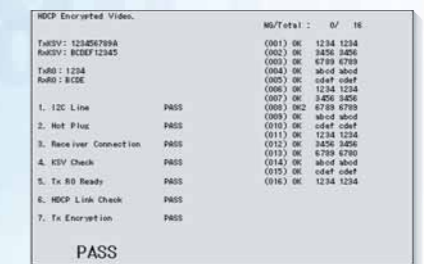 HDCP Encrypted Video.
TxKSV: 123456789A
RxKSV: BCDEF12345
TxR0: 1234
RxR0: BCDE
1. I2C Line PASS
2. Hot Plug PASS
3. Receiver Connection PASS
4. KSV Check PASS
5. Tx R0 Ready PASS
6. HDCP Link Check PASS
7. Tx Encryption PASS
PASS
NG/Total : 0/ 16
(001) OK 1234 1234
(002) OK 3456 3456
(003) OK 6789 6789
(004) OK abcd abcd
(005) OK cdef cdef
(006) OK 1234 1234
(007) OK 3456 3456
(008) OK2 6789 6789
(009) OK abcd abcd
(010) OK cdef cdef
(011) OK 1234 1234
(012) OK 3456 3456
(013) OK 6789 6780
(014) OK abcd abcd
(015) OK cdef cdef
(016) OK 1234 1234